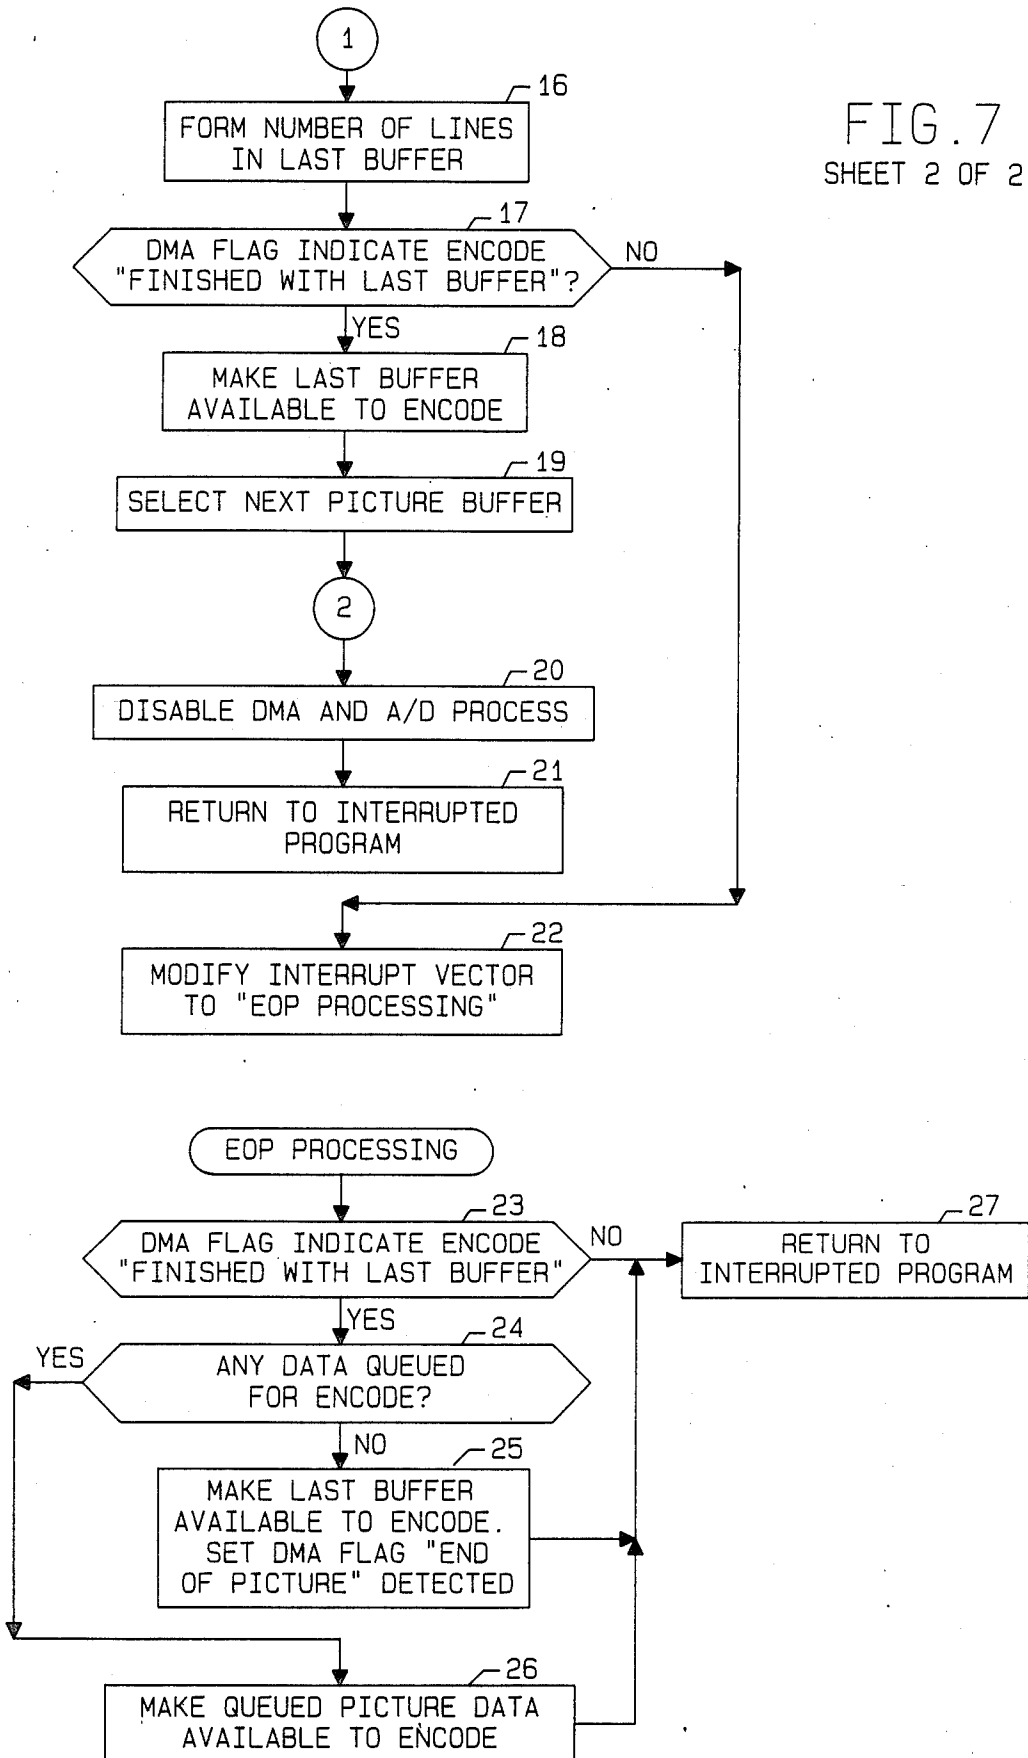 1
16
FORM NUMBER OF LINES
IN LAST BUFFER
FIG.7
SHEET 2 OF 2
17
DMA FLAG INDICATE ENCODE
"FINISHED WITH LAST BUFFER"?
NO
YES
18
MAKE LAST BUFFER
AVAILABLE TO ENCODE
19
SELECT NEXT PICTURE BUFFER
2
20
DISABLE DMA AND A/D PROCESS
21
RETURN TO INTERRUPTED
PROGRAM
22
MODIFY INTERRUPT VECTOR
TO "EOP PROCESSING"
EOP PROCESSING
23
DMA FLAG INDICATE ENCODE
"FINISHED WITH LAST BUFFER"
NO
27
RETURN TO
INTERRUPTED PROGRAM
YES
24
ANY DATA QUEUED
FOR ENCODE?
YES
NO
25
MAKE LAST BUFFER
AVAILABLE TO ENCODE.
SET DMA FLAG "END
OF PICTURE" DETECTED
26
MAKE QUEUED PICTURE DATA
AVAILABLE TO ENCODE